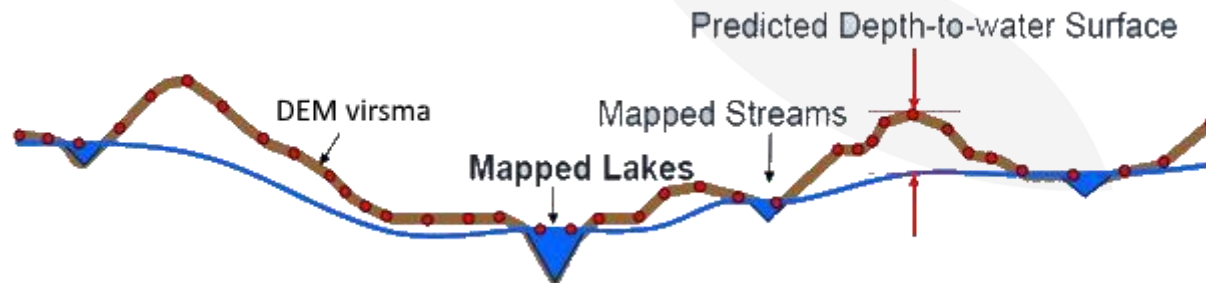 Predicted Depth-to-water Surface
DEM virsma
Mapped Streams
Mapped Lakes